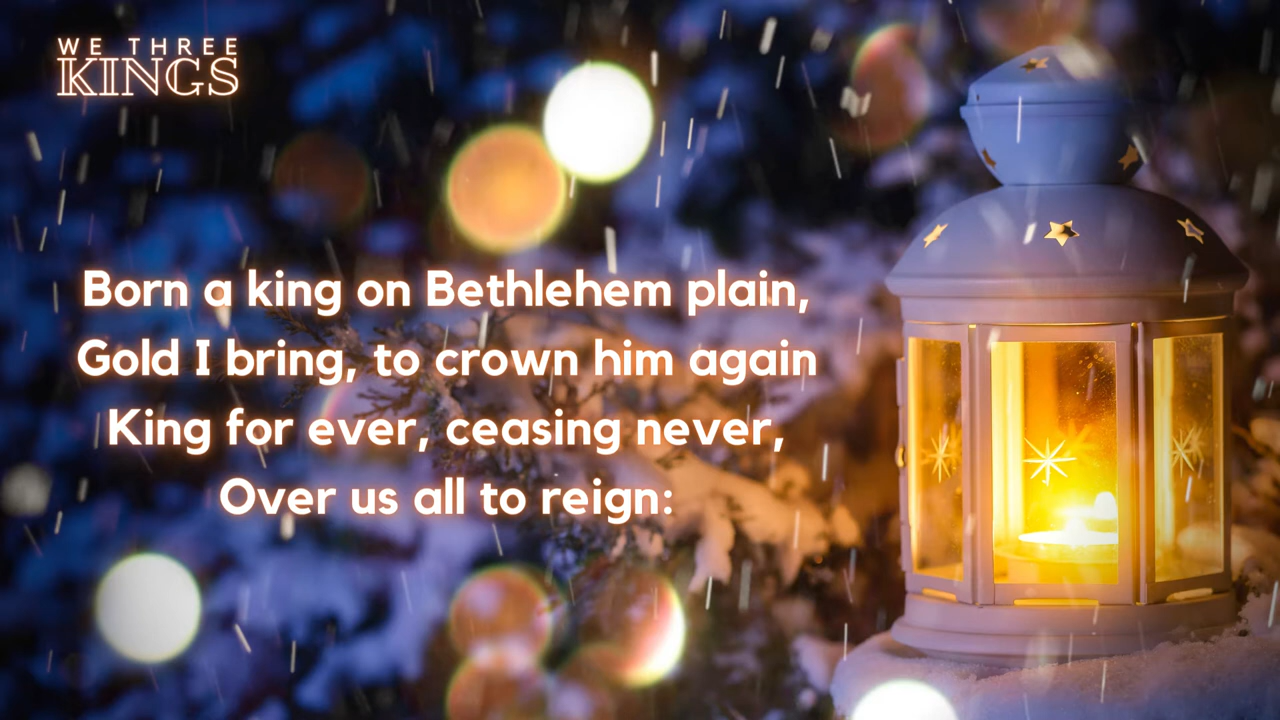 WE THREE
KINGS
Born a king on Bethlehem plain,
Gold I bring, to crown him again
King for ever, ceasing never,
Over us all to reign: